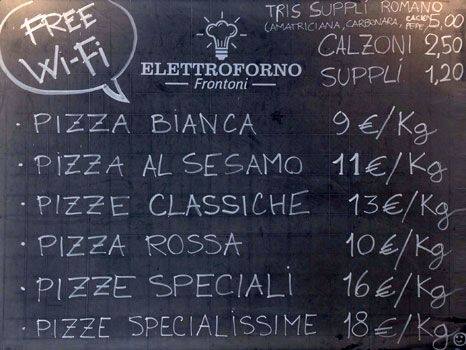 FREE
Wi-Fi
ELETTROFORNO
Frontoni
TRIS SUPPLÌ ROMANO
(AMATRICIANA, CARBONARA, CACIO E PEPE) 5,00
CALZONI 2,50
SUPPLÌ 1,20
· PIZZA BIANCA 9€/Kg
· PIZZA AL SESAMO 11€/Kg
· PIZZE CLASSICHE 13€/Kg
· PIZZA ROSSA 10€/Kg
· PIZZE SPECIALI 16€/Kg
· PIZZE SPECIALISSIME 18€/Kg